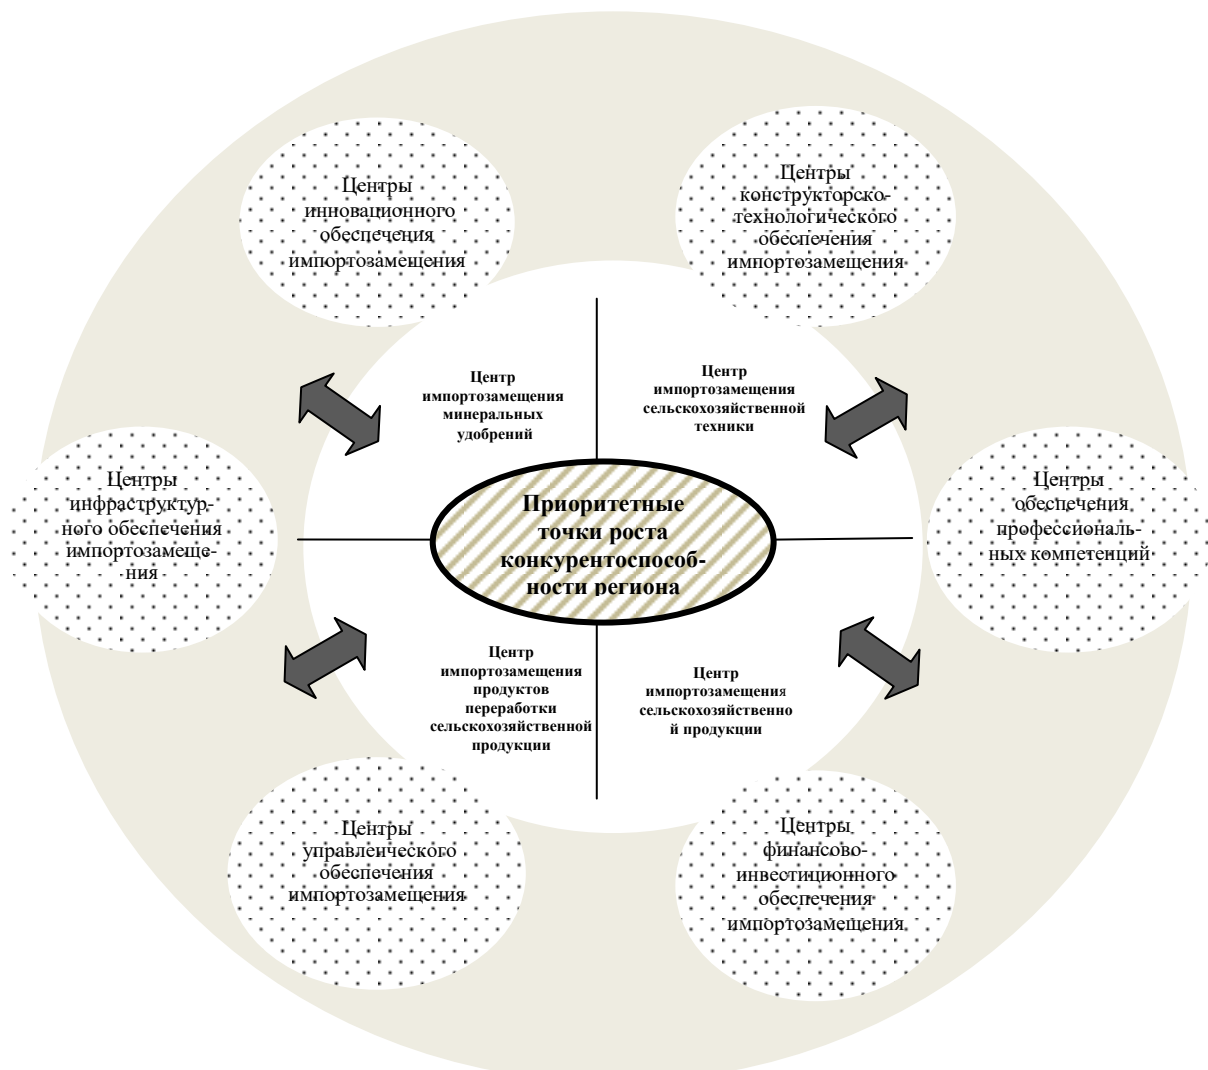 Центры
инновационного
обеспечения
импортозамещения
Центры
конструкторско-
технологического
обеспечения
импортозамещения
Центр
импортозамещения
минеральных
удобрений
Центр
импортозамещения
сельскохозяйственной
техники
Центры
инфраструктур-
ного обеспечения
импортозамеще-
ния
Приоритетные
точки роста
конкурентоспособ-
ности региона
Центры
обеспечения
профессиональ-
ных компетенций
Центр
импортозамещения
продуктов
переработки
сельскохозяйственной
продукции
Центр
импортозамещения
сельскохозяйственно
й продукции
Центры
управленческого
обеспечения
импортозамещения
Центры
финансово-
инвестиционного
обеспечения
импортозамещения